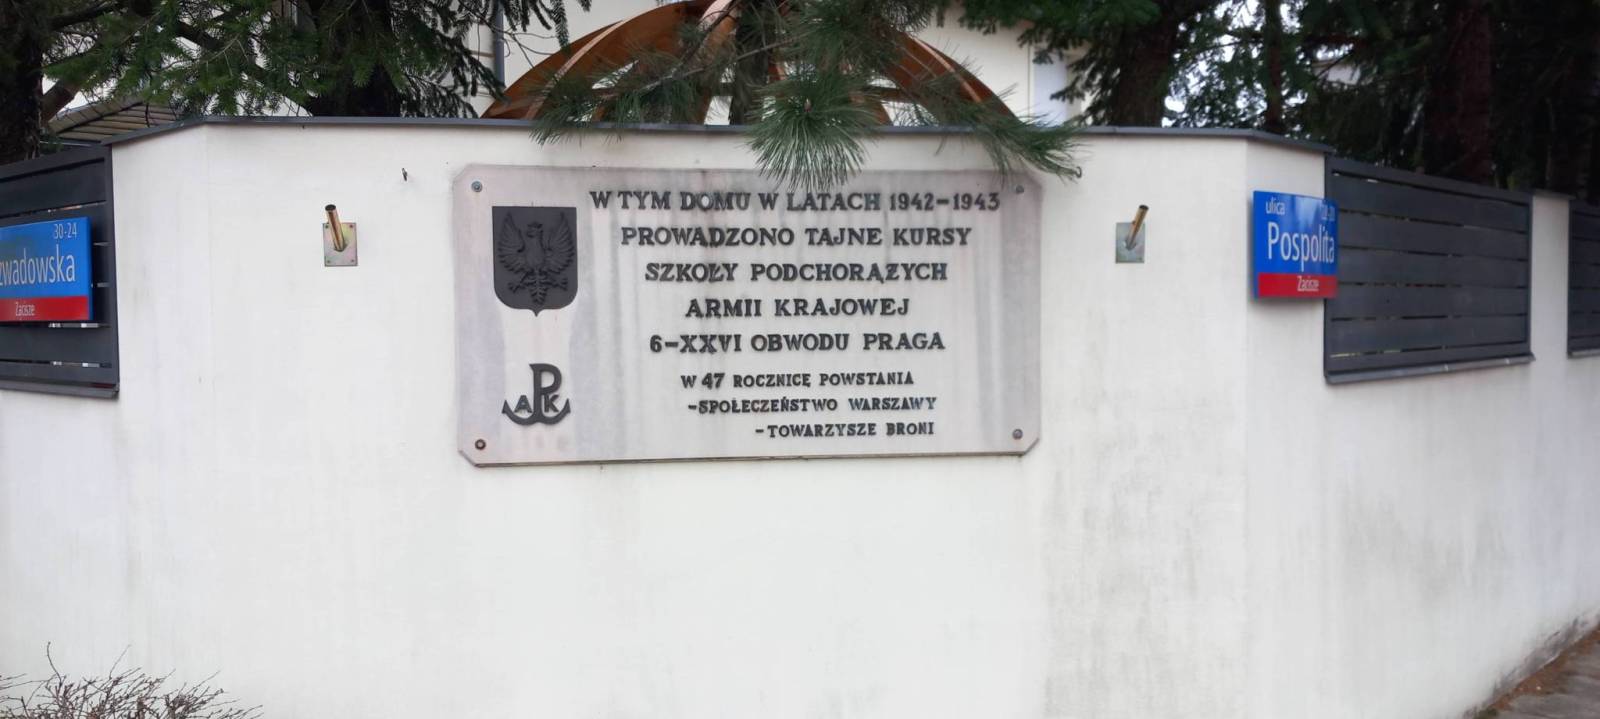 W TYM DOMU W LATACH 1942-1943
PROWADZONO TAJNE KURSY
SZKOŁY PODCHORĄŻYCH
ARMII KRAJOWEJ
6-XXVI OBWODU PRAGA
W 47 ROCZNICĘ POWSTANIA
-SPOŁECZEŃSTWO WARSZAWY
-TOWARZYSZE BRONI
AK
30-24
Zacisze
ulica
Pospolita
Zacisze